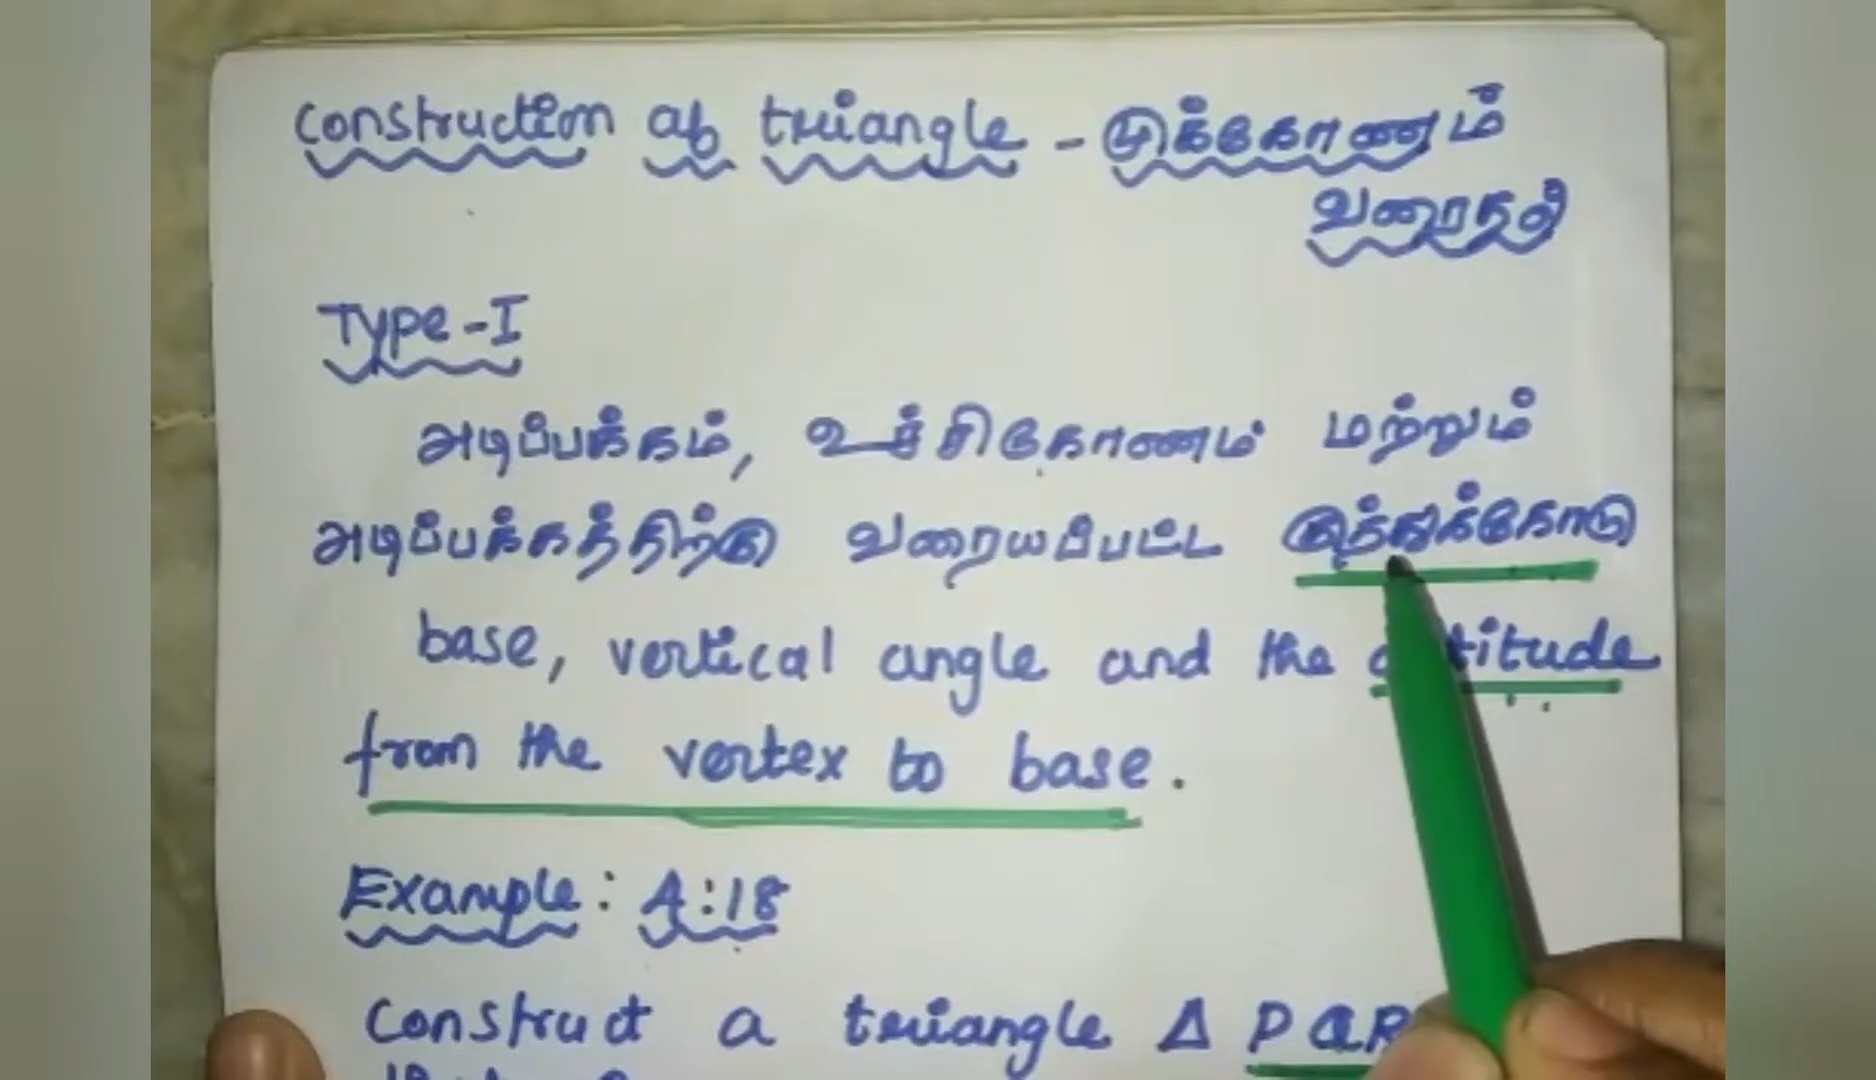 Construction of triangle - முக்கோணம்
வரைதல்
Type-I
அடிப்பக்கம், உச்சிகோணம் மற்றும்
அடிப்பக்கத்திற்கு வரையப்பட்ட குத்துக்கோடு
base, vertical angle and the altitude
from the vertex to base.
Example: 4:18
Construct a triangle Δ PQR